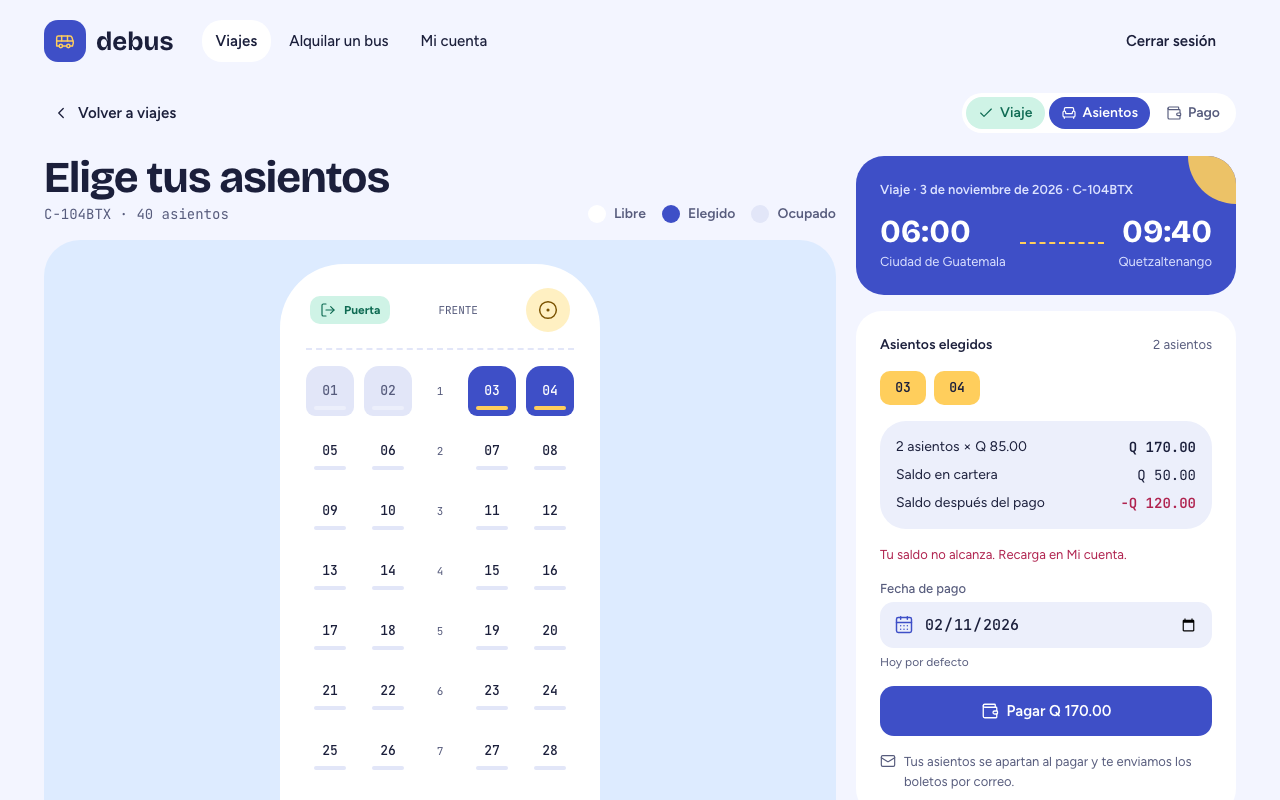 debus
Viajes
Alquilar un bus
Mi cuenta
Cerrar sesión
Volver a viajes
Viaje
Asientos
Pago
Elige tus asientos
C-104BTX · 40 asientos
Libre
Elegido
Ocupado
Puerta
FRENTE
01 02 1 03 04
05 06 2 07 08
09 10 3 11 12
13 14 4 15 16
17 18 5 19 20
21 22 6 23 24
25 26 7 27 28
Viaje · 3 de noviembre de 2026 · C-104BTX
06:00 09:40
Ciudad de Guatemala Quetzaltenango
Asientos elegidos 2 asientos
03 04
2 asientos × Q 85.00 Q 170.00
Saldo en cartera Q 50.00
Saldo después del pago -Q 120.00
Tu saldo no alcanza. Recarga en Mi cuenta.
Fecha de pago
02/11/2026
Hoy por defecto
Pagar Q 170.00
Tus asientos se apartan al pagar y te enviamos los
boletos por correo.